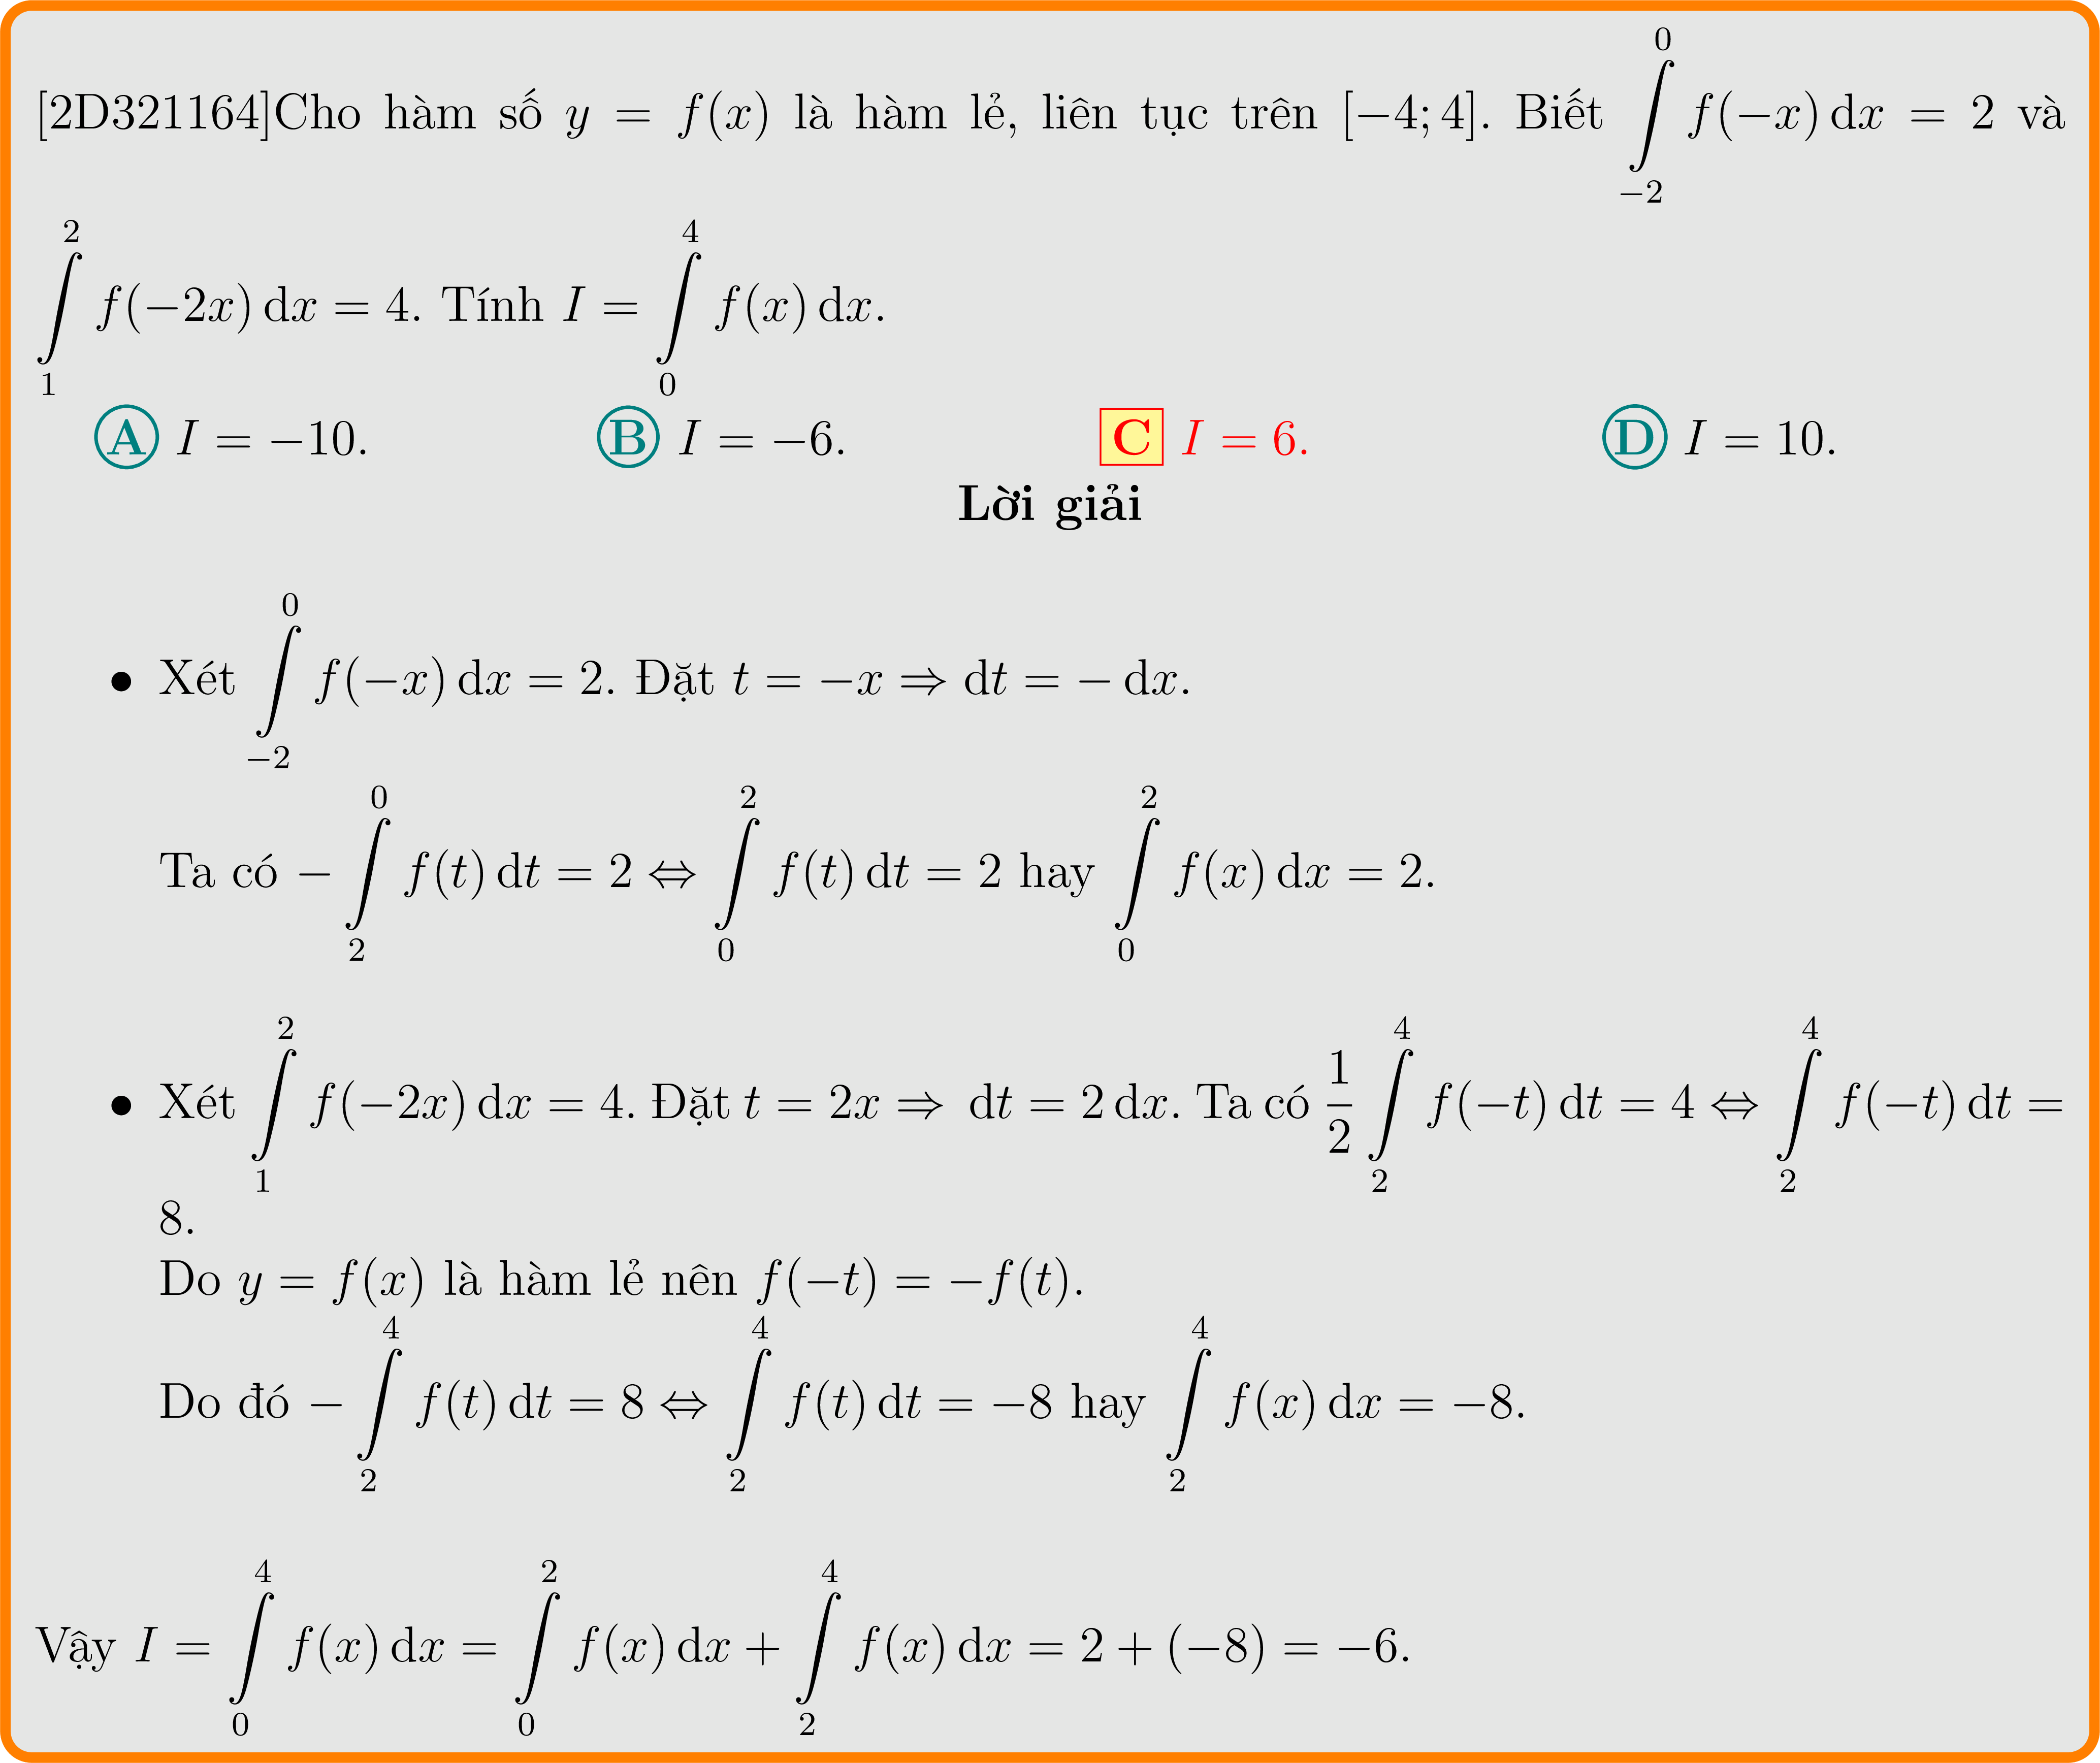 [2D321164]Cho hàm số $y = f(x)$ là hàm lẻ, liên tục trên $[-4;4]$. Biết $\int\limits_{-2}^{0} f(-x)\,\mathrm{d}x = 2$ và
$\int\limits_{1}^{2} f(-2x)\,\mathrm{d}x = 4$. Tính $I = \int\limits_{0}^{4} f(x)\,\mathrm{d}x$.
A $I = -10$. B $I = -6$. C $I = 6$. D $I = 10$.
Lời giải
• Xét $\int\limits_{-2}^{0} f(-x)\,\mathrm{d}x = 2$. Đặt $t = -x \Rightarrow \mathrm{d}t = -\,\mathrm{d}x$.
Ta có $-\int\limits_{2}^{0} f(t)\,\mathrm{d}t = 2 \Leftrightarrow \int\limits_{0}^{2} f(t)\,\mathrm{d}t = 2$ hay $\int\limits_{0}^{2} f(x)\,\mathrm{d}x = 2$.
• Xét $\int\limits_{1}^{2} f(-2x)\,\mathrm{d}x = 4$. Đặt $t = 2x \Rightarrow \mathrm{d}t = 2\,\mathrm{d}x$. Ta có $\frac{1}{2}\int\limits_{2}^{4} f(-t)\,\mathrm{d}t = 4 \Leftrightarrow \int\limits_{2}^{4} f(-t)\,\mathrm{d}t =$
$8$.
Do $y = f(x)$ là hàm lẻ nên $f(-t) = -f(t)$.
Do đó $-\int\limits_{2}^{4} f(t)\,\mathrm{d}t = 8 \Leftrightarrow \int\limits_{2}^{4} f(t)\,\mathrm{d}t = -8$ hay $\int\limits_{2}^{4} f(x)\,\mathrm{d}x = -8$.
Vậy $I = \int\limits_{0}^{4} f(x)\,\mathrm{d}x = \int\limits_{0}^{2} f(x)\,\mathrm{d}x + \int\limits_{2}^{4} f(x)\,\mathrm{d}x = 2 + (-8) = -6$.